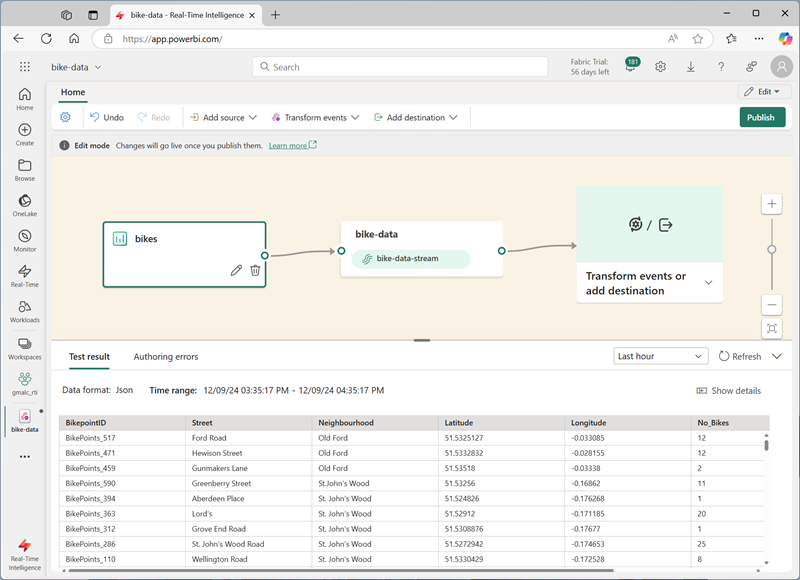 bike-data - Real-Time Intelligence
https://app.powerbi.com/
bike-data
Search
Fabric Trial:
56 days left
181
Home
Create
Browse
OneLake
Monitor
Real-Time
Workloads
Workspaces
gmalc_rti
bike-data
Real-Time
Intelligence
Home
Edit
Undo
Redo
Add source
Transform events
Add destination
Publish
Edit mode Changes will go live once you publish them. Learn more
bikes
bike-data
bike-data-stream
/
Transform events or
add destination
Test result
Authoring errors
Last hour
Refresh
Data format: Json Time range: 12/09/24 03:35:17 PM - 12/09/24 04:35:17 PM
Show details
BikepointID Street Neighbourhood Latitude Longitude No_Bikes
BikePoints_517 Ford Road Old Ford 51.5325127 -0.033085 12
BikePoints_471 Hewison Street Old Ford 51.5332832 -0.028155 12
BikePoints_459 Gunmakers Lane Old Ford 51.53518 -0.03338 2
BikePoints_590 Greenberry Street St.John's Wood 51.53256 -0.16862 11
BikePoints_394 Aberdeen Place St. John's Wood 51.524826 -0.176268 1
BikePoints_363 Lord's St. John's Wood 51.52912 -0.171185 20
BikePoints_312 Grove End Road St. John's Wood 51.5308876 -0.17677 1
BikePoints_286 St. John's Wood Road St. John's Wood 51.5272942 -0.174653 25
BikePoints_110 Wellington Road St. John's Wood 51.5330429 -0.172528 8